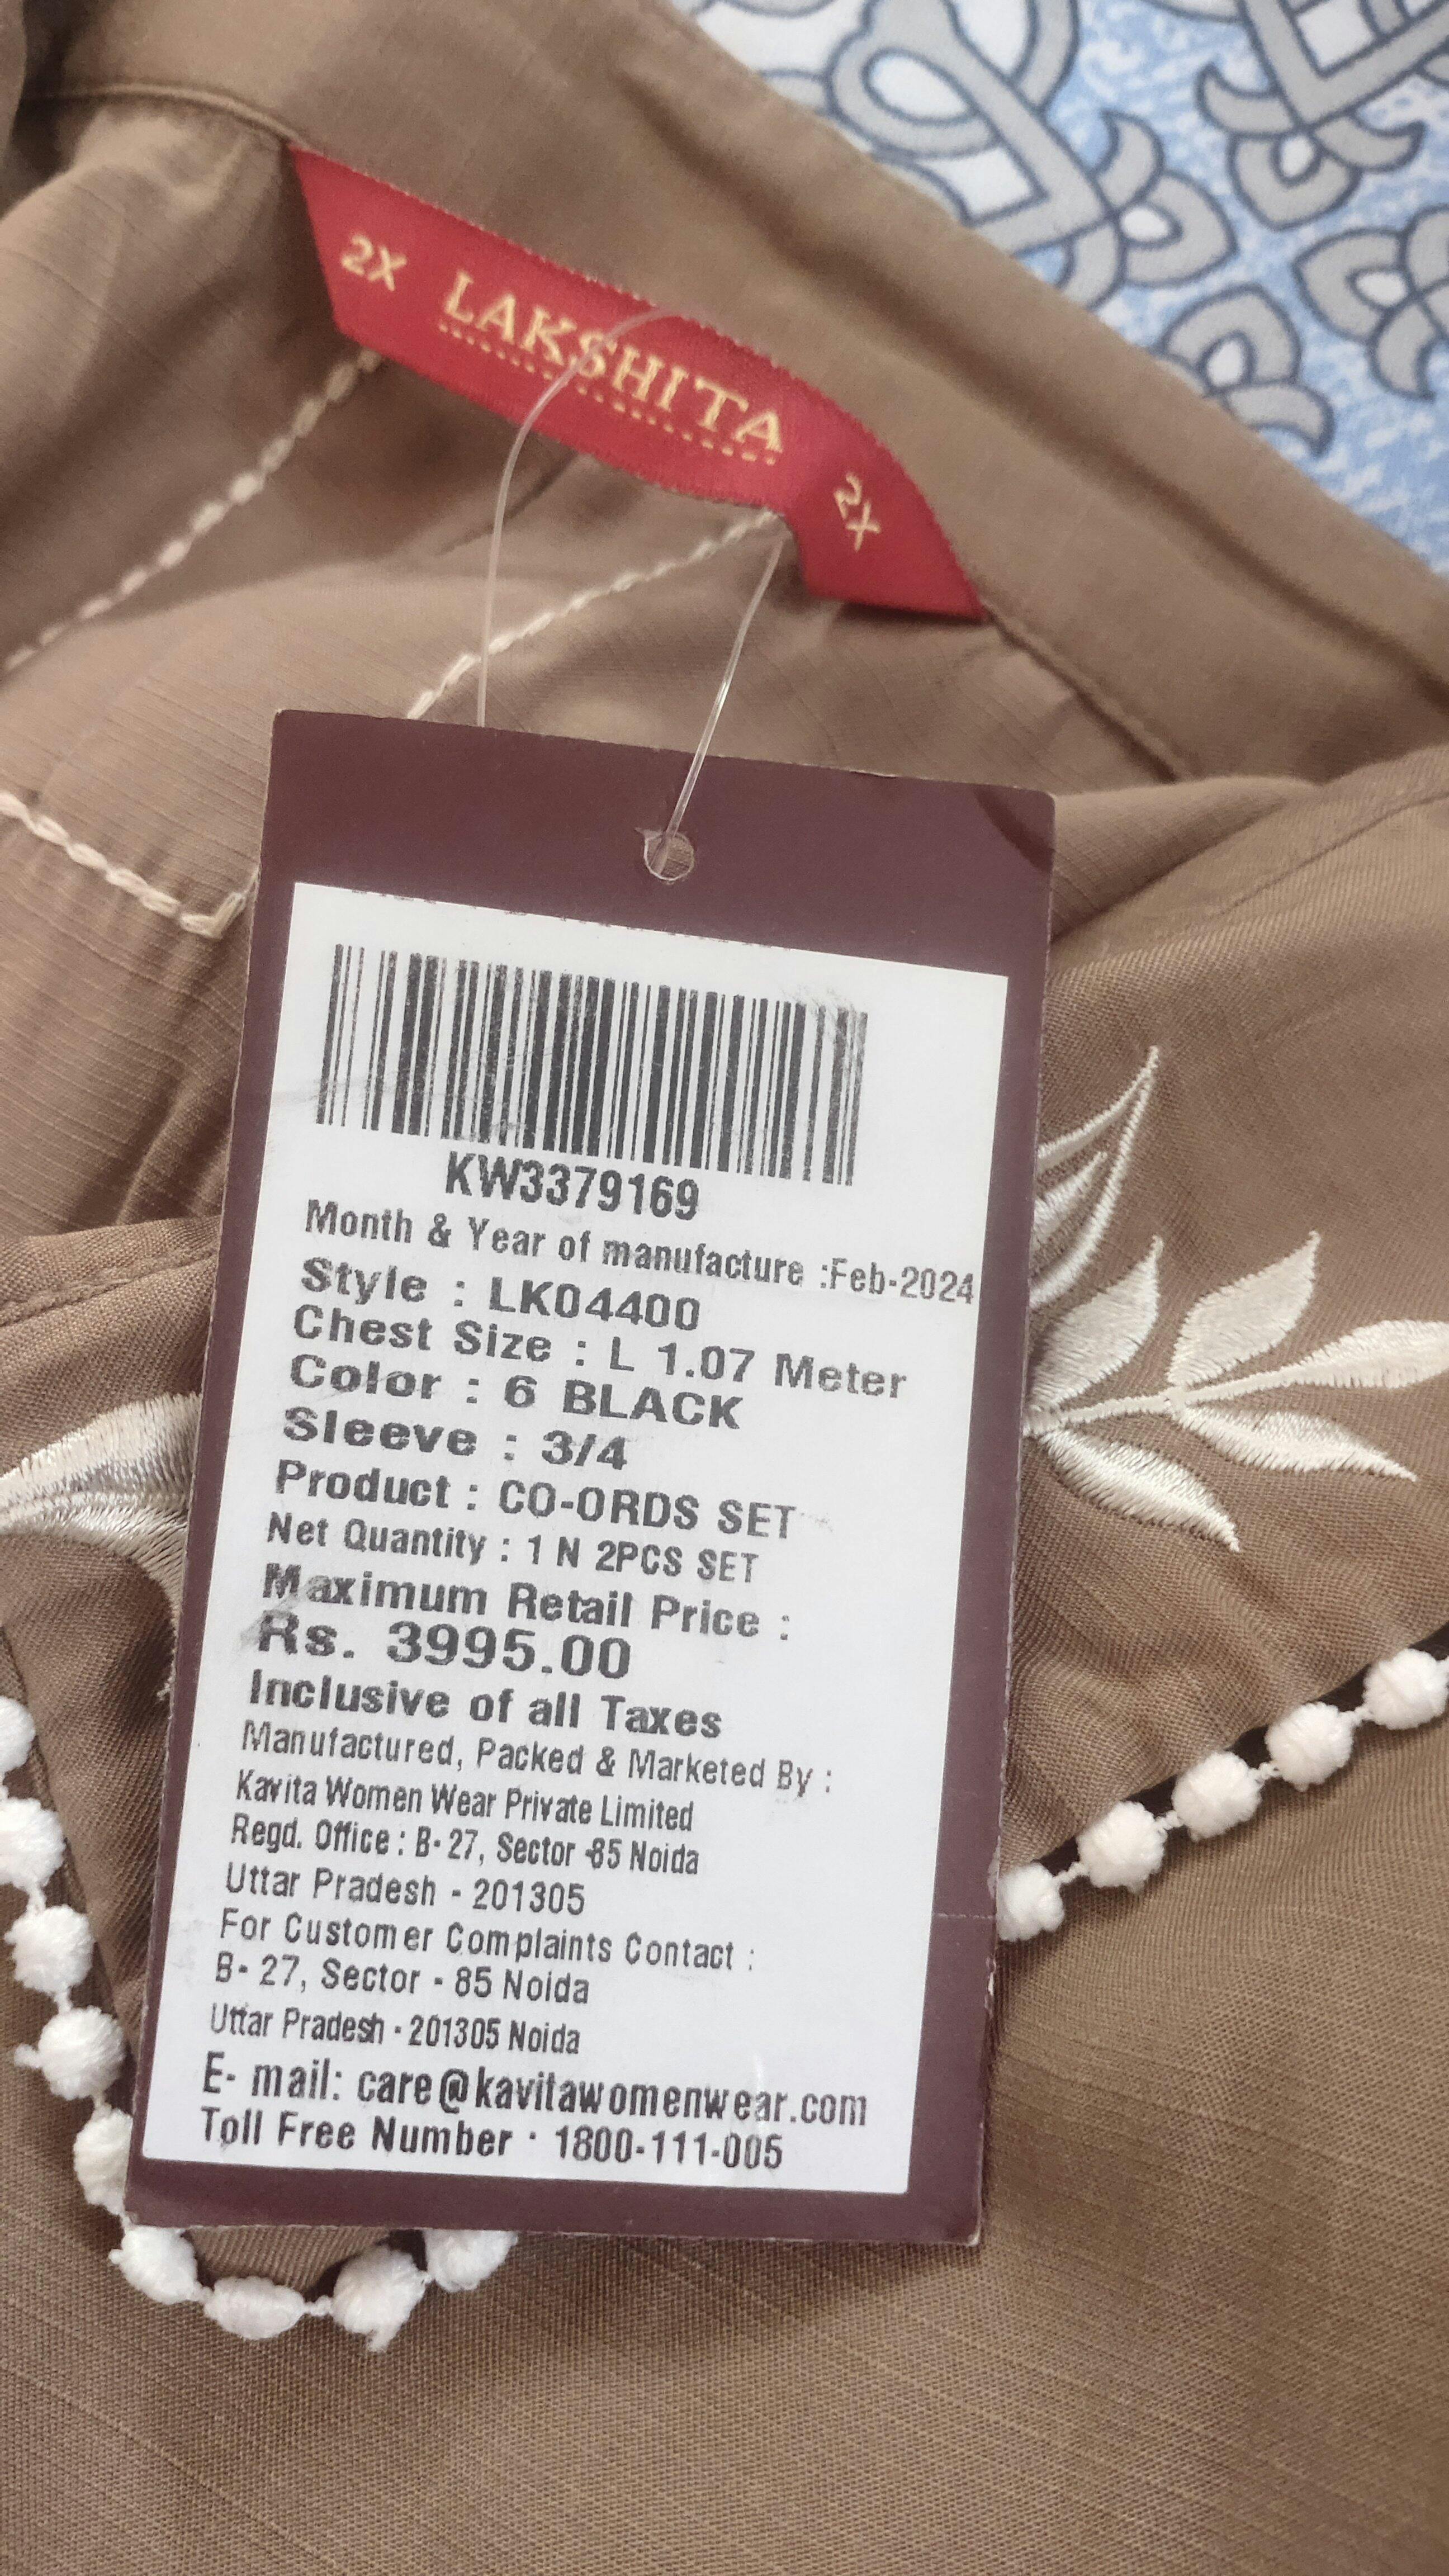 2X LAKSHITA 2X
KW3379169
Month & Year of manufacture :Feb-2024
Style : LK04400
Chest Size : L 1.07 Meter
Color : 6 BLACK
Sleeve : 3/4
Product : CO-ORDS SET
Net Quantity : 1 N 2PCS SET
Maximum Retail Price :
Rs. 3995.00
Inclusive of all Taxes
Manufactured, Packed & Marketed By :
Kavita Women Wear Private Limited
Regd. Office : B- 27, Sector -85 Noida
Uttar Pradesh - 201305
For Customer Complaints Contact :
B- 27, Sector - 85 Noida
Uttar Pradesh - 201305 Noida
E- mail: care@kavitawomenwear.com
Toll Free Number : 1800-111-005